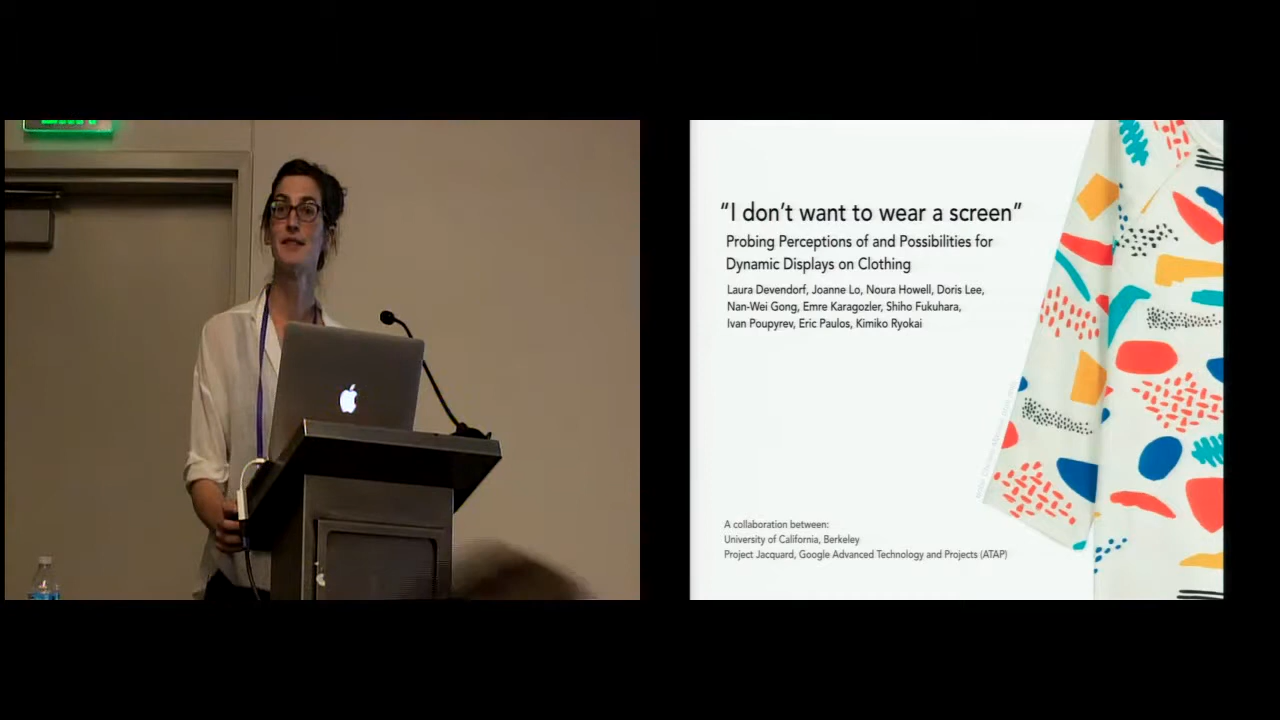 “I don’t want to wear a screen”
Probing Perceptions of and Possibilities for
Dynamic Displays on Clothing
Laura Devendorf, Joanne Lo, Noura Howell, Doris Lee,
Nan-Wei Gong, Emre Karagozler, Shiho Fukuhara,
Ivan Poupyrev, Eric Paulos, Kimiko Ryokai
A collaboration between:
University of California, Berkeley
Project Jacquard, Google Advanced Technology and Projects (ATAP)